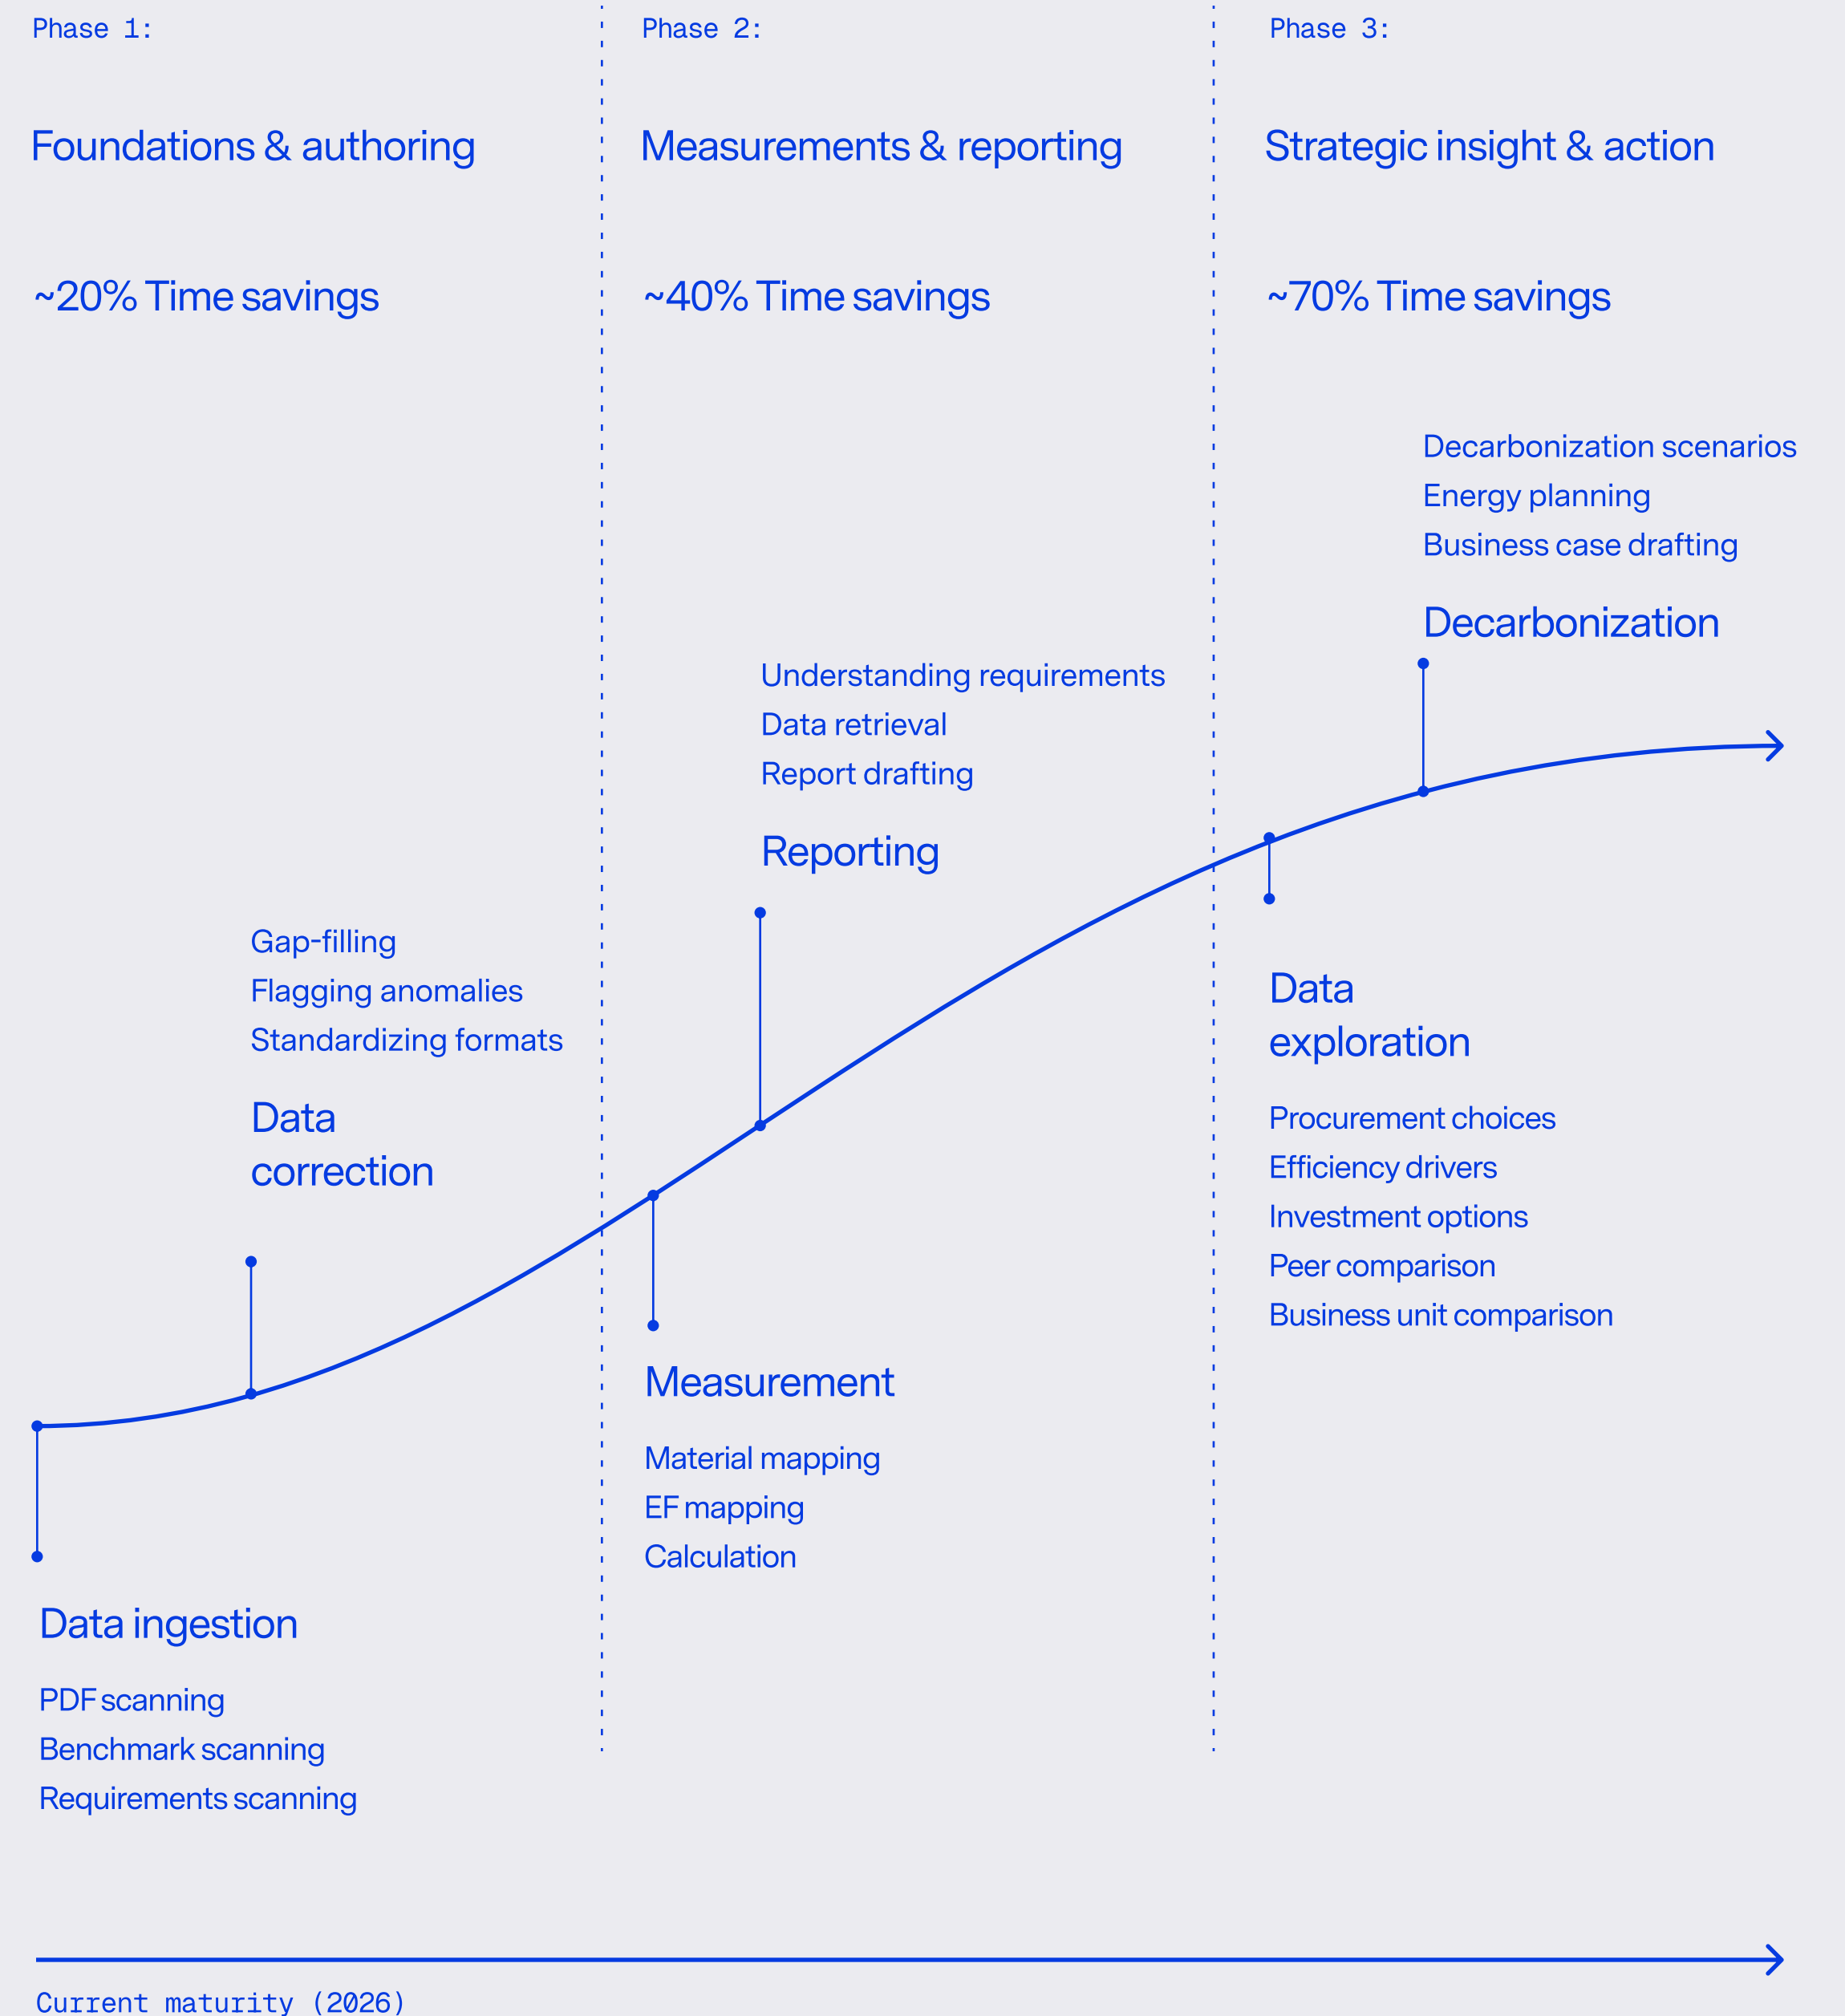 Phase 1:
Foundations & authoring
~20% Time savings
Gap-filling
Flagging anomalies
Standardizing formats
Data
correction
Data ingestion
PDF scanning
Benchmark scanning
Requirements scanning
Phase 2:
Measurements & reporting
~40% Time savings
Understanding requirements
Data retrieval
Report drafting
Reporting
Measurement
Material mapping
EF mapping
Calculation
Phase 3:
Strategic insight & action
~70% Time savings
Decarbonization scenarios
Energy planning
Business case drafting
Decarbonization
Data
exploration
Procurement choices
Efficiency drivers
Investment options
Peer comparison
Business unit comparison
Current maturity (2026)